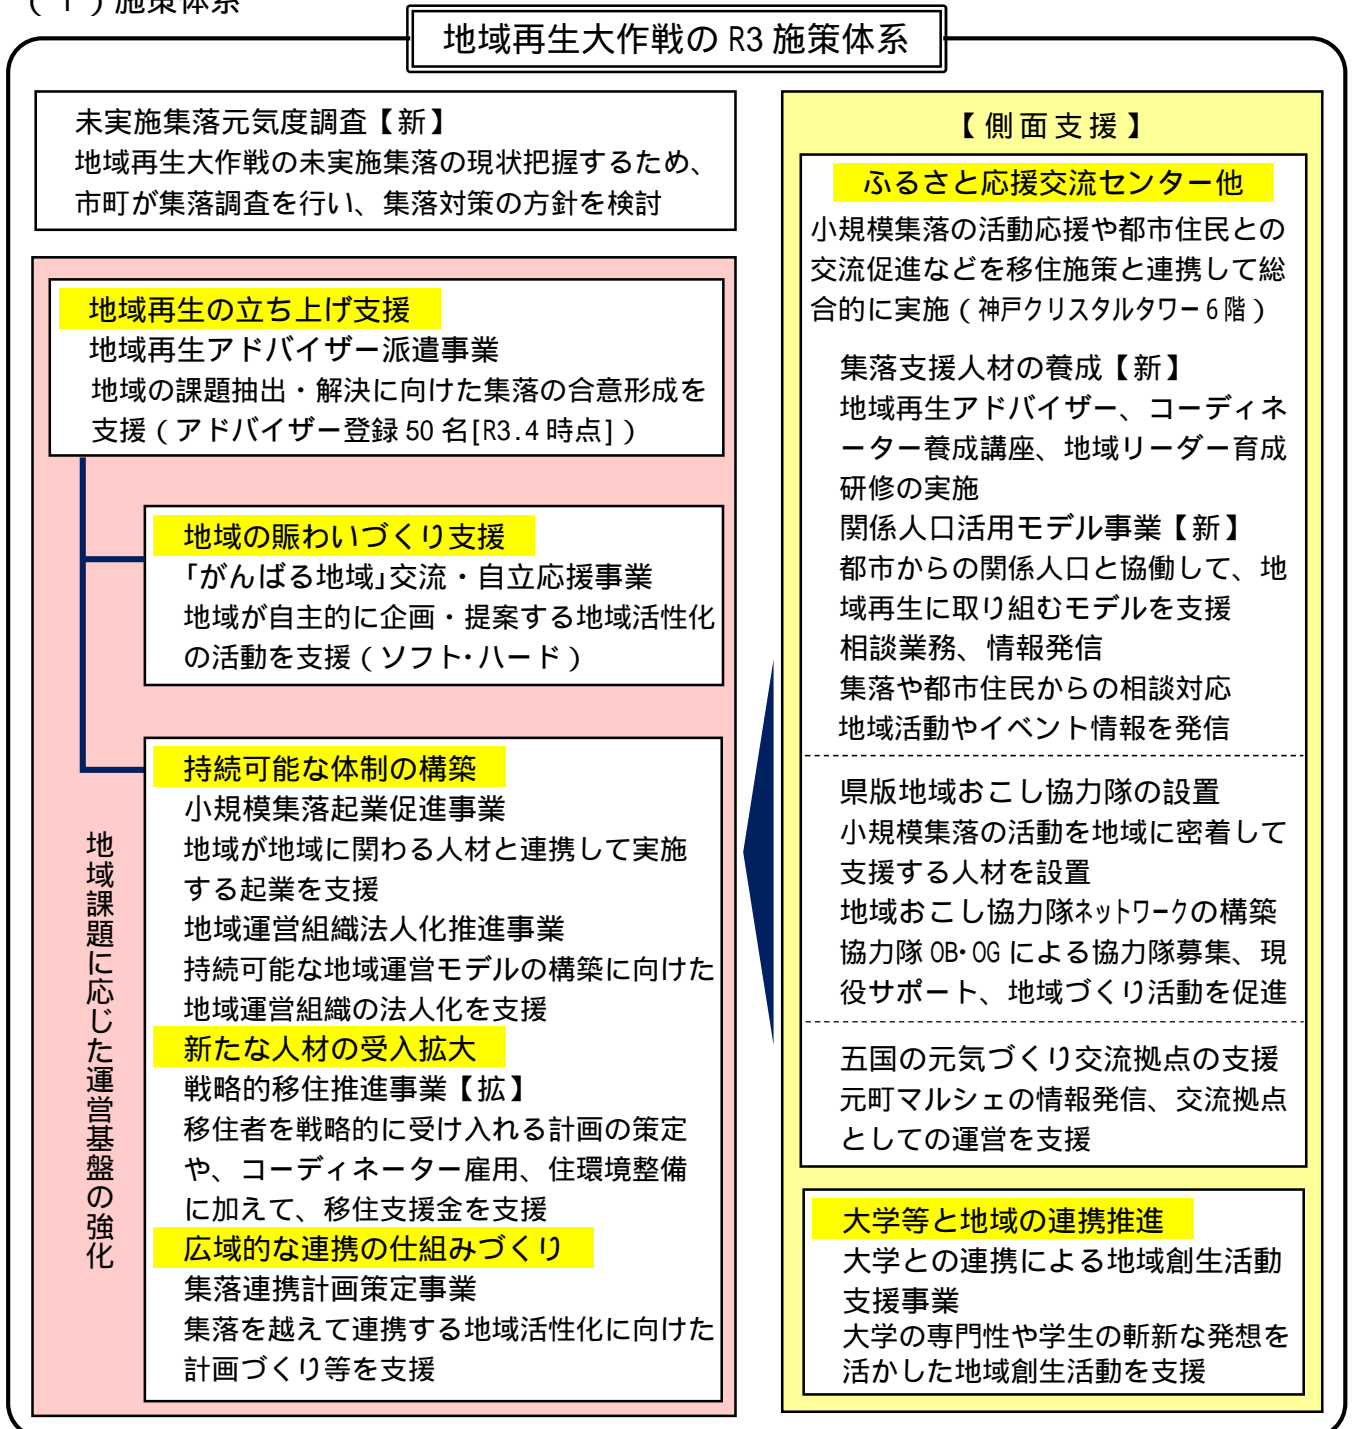 (1)施策体系
地域再生大作戦のR3施策体系
未実施集落元気度調査【新】
地域再生大作戦の未実施集落の現状把握するため、
市町が集落調査を行い、集落対策の方針を検討
地域再生の立ち上げ支援
地域再生アドバイザー派遣事業
地域の課題抽出・解決に向けた集落の合意形成を
支援(アドバイザー登録50名[R3.4時点])
地域の賑わいづくり支援
「がんばる地域」交流・自立応援事業
地域が自主的に企画・提案する地域活性化
の活動を支援(ソフト・ハード)
地域課題に応じた運営基盤の強化
持続可能な体制の構築
小規模集落起業促進事業
地域が地域に関わる人材と連携して実施
する起業を支援
地域運営組織法人化推進事業
持続可能な地域運営モデルの構築に向けた
地域運営組織の法人化を支援
新たな人材の受入拡大
戦略的移住推進事業【拡】
移住者を戦略的に受け入れる計画の策定
や、コーディネーター雇用、住環境整備
に加えて、移住支援金を支援
広域的な連携の仕組みづくり
集落連携計画策定事業
集落を越えて連携する地域活性化に向けた
計画づくり等を支援
【側面支援】
ふるさと応援交流センター他
小規模集落の活動応援や都市住民との
交流促進などを移住施策と連携して総
合的に実施(神戸クリスタルタワー6階)
集落支援人材の養成【新】
地域再生アドバイザー、コーディネ
ーター養成講座、地域リーダー育成
研修の実施
関係人口活用モデル事業【新】
都市からの関係人口と協働して、地
域再生に取り組むモデルを支援
相談業務、情報発信
集落や都市住民からの相談対応
地域活動やイベント情報を発信
県版地域おこし協力隊の設置
小規模集落の活動を地域に密着して
支援する人材を設置
地域おこし協力隊ネットワークの構築
協力隊OB・OGによる協力隊募集、現
役サポート、地域づくり活動を促進
五国の元気づくり交流拠点の支援
元町マルシェの情報発信、交流拠点
としての運営を支援
大学等と地域の連携推進
大学との連携による地域創生活動
支援事業
大学の専門性や学生の斬新な発想を
活かした地域創生活動を支援